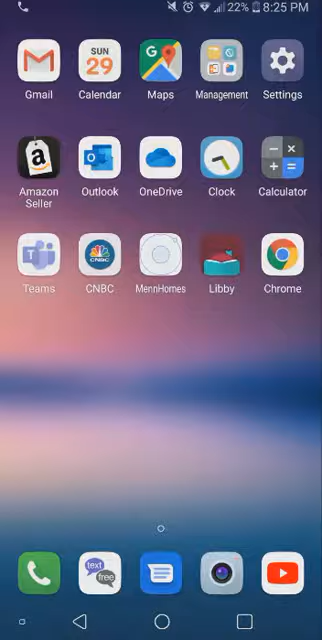 22% 8:25 PM
SUN
29
G
Gmail Calendar Maps Management Settings
a
O
Amazon Seller Outlook OneDrive Clock Calculator
T
CNBC
Teams CNBC MennHomes Libby Chrome
text
free